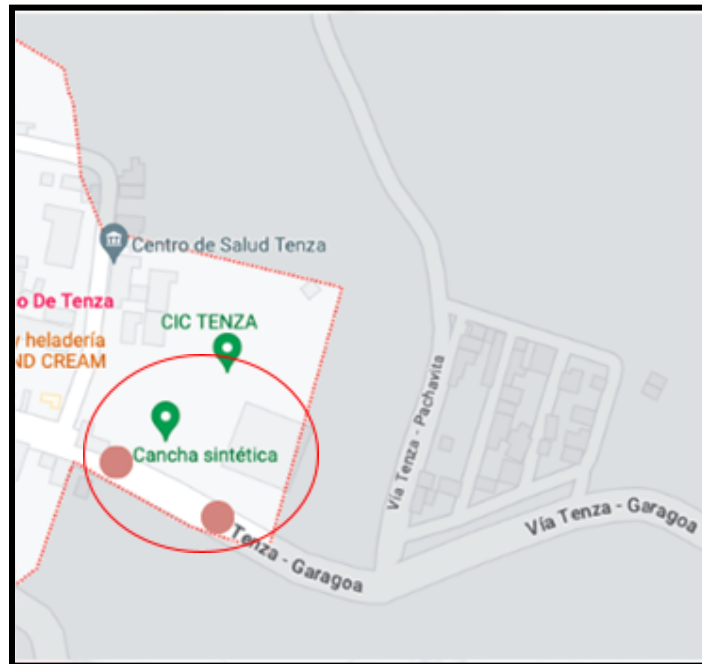 Centro de Salud Tenza
o De Tenza
CIC TENZA
heladería
ND CREAM
Cancha sintética
Tenza - Garagoa
Vía Tenza - Pachavita
Vía Tenza - Garagoa